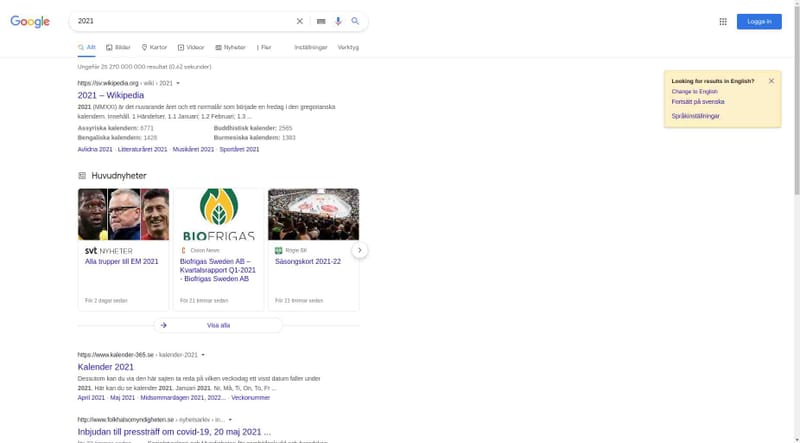 Google
2021
Logga in
Allt
Bilder
Kartor
Videor
Nyheter
Fler
Inställningar
Verktyg
Ungefär 25 270 000 000 resultat (0,62 sekunder)
https://sv.wikipedia.org › wiki › 2021
2021 – Wikipedia
2021 (MMXXI) är det nuvarande året och ett normalår som började en fredag i den gregorianska
kalendern. Innehåll. 1 Händelser. 1.1 Januari; 1.2 Februari; 1.3 ...
Assyriska kalendern: 6771
Buddhistisk kalender: 2565
Bengaliska kalendern: 1428
Burmesiska kalendern: 1383
Avlidna 2021 · Litteraturåret 2021 · Musikåret 2021 · Sportåret 2021
Looking for results in English?
Change to English
Fortsätt på svenska
Språkinställningar
Huvudnyheter
BIOFRIGAS
svt NYHETER
Alla trupper till EM 2021
För 2 dagar sedan
Cision News
Biofrigas Sweden AB –
Kvartalsrapport Q1-2021
- Biofrigas Sweden AB
För 21 timmar sedan
Rögle BK
Säsongskort 2021-22
För 22 timmar sedan
Visa alla
https://www.kalender-365.se › kalender-2021
Kalender 2021
Dessutom kan du via den här sajten ta reda på vilken veckodag ett visst datum faller under
2021. Här kan du se kalender 2021. Januari 2021. Nr, Må, Ti, On, To, Fr ...
April 2021 · Maj 2021 · Midsommardagen 2021, 2022... · Veckonummer
http://www.folkhalsomyndigheten.se › nyhetsarkiv › in...
Inbjudan till pressträff om covid-19, 20 maj 2021 ...